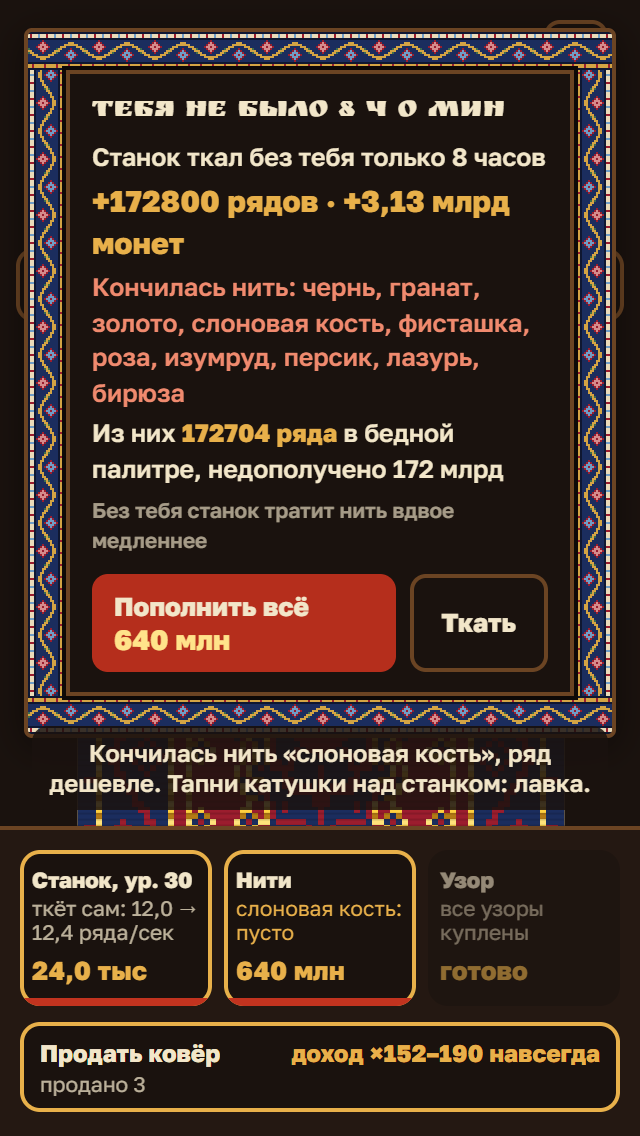 ТЕБЯ НЕ БЫЛО 8 Ч 0 МИН
Станок ткал без тебя только 8 часов
+172800 рядов · +3,13 млрд
монет
Кончилась нить: чернь, гранат,
золото, слоновая кость, фисташка,
роза, изумруд, персик, лазурь,
бирюза
Из них 172704 ряда в бедной
палитре, недополучено 172 млрд
Без тебя станок тратит нить вдвое
медленнее
Пополнить всё
640 млн
Ткать
Кончилась нить «слоновая кость», ряд
дешевле. Тапни катушки над станком: лавка.
Станок, ур. 30
ткёт сам: 12,0 →
12,4 ряда/сек
24,0 тыс
Нити
слоновая кость:
пусто
640 млн
Узор
все узоры
куплены
готово
Продать ковёр
доход ×152–190 навсегда
продано 3